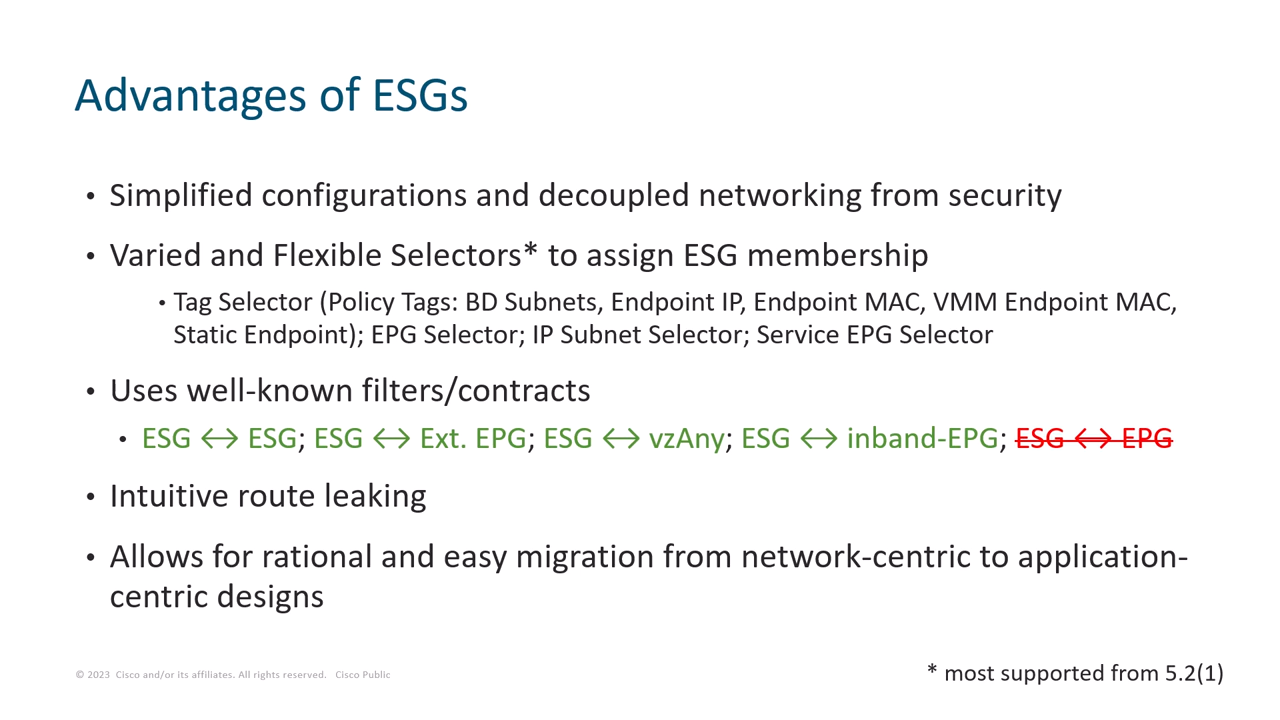 Advantages of ESGs
• Simplified configurations and decoupled networking from security
• Varied and Flexible Selectors* to assign ESG membership
• Tag Selector (Policy Tags: BD Subnets, Endpoint IP, Endpoint MAC, VMM Endpoint MAC,
Static Endpoint); EPG Selector; IP Subnet Selector; Service EPG Selector
• Uses well-known filters/contracts
• ESG ↔ ESG; ESG ↔ Ext. EPG; ESG ↔ vzAny; ESG ↔ inband-EPG; ESG ↔ EPG
• Intuitive route leaking
• Allows for rational and easy migration from network-centric to application-
centric designs
© 2023 Cisco and/or its affiliates. All rights reserved. Cisco Public
* most supported from 5.2(1)